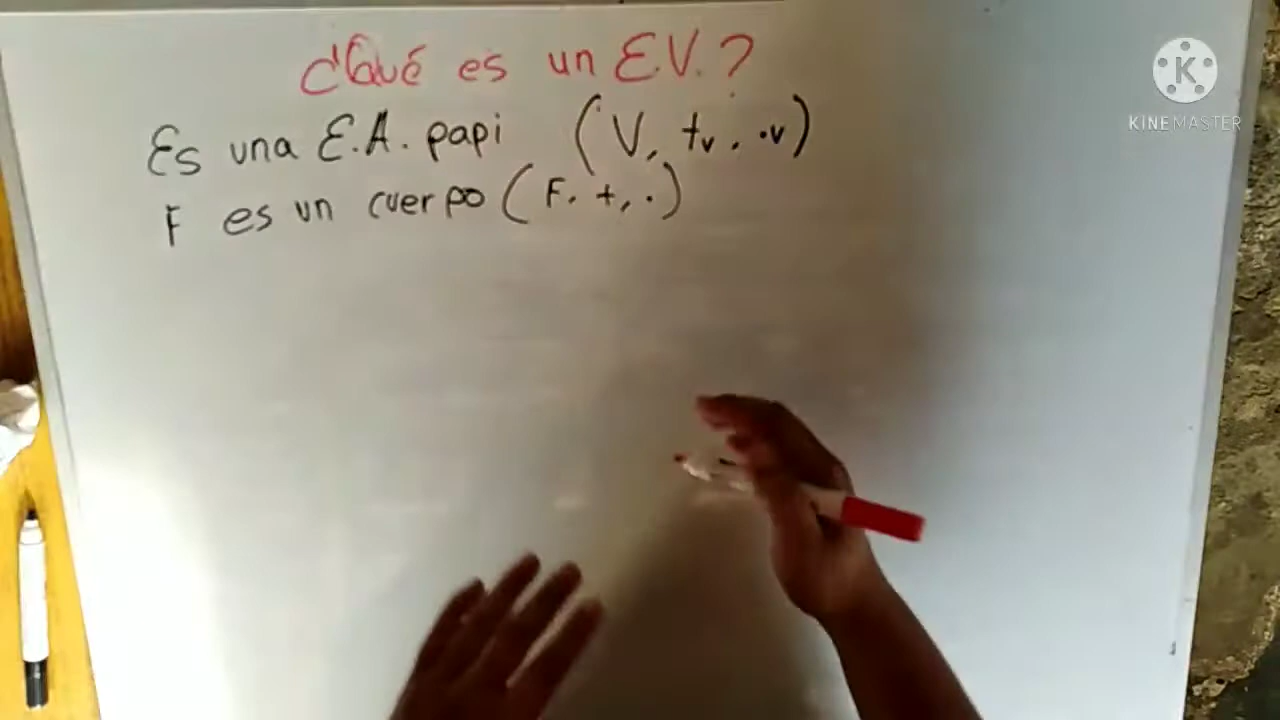 ¿Qué es un E.V.?
Es una E.A. papi (V, +v, ·v)
F es un cuerpo (F, +, ·)
K
KINEMASTER